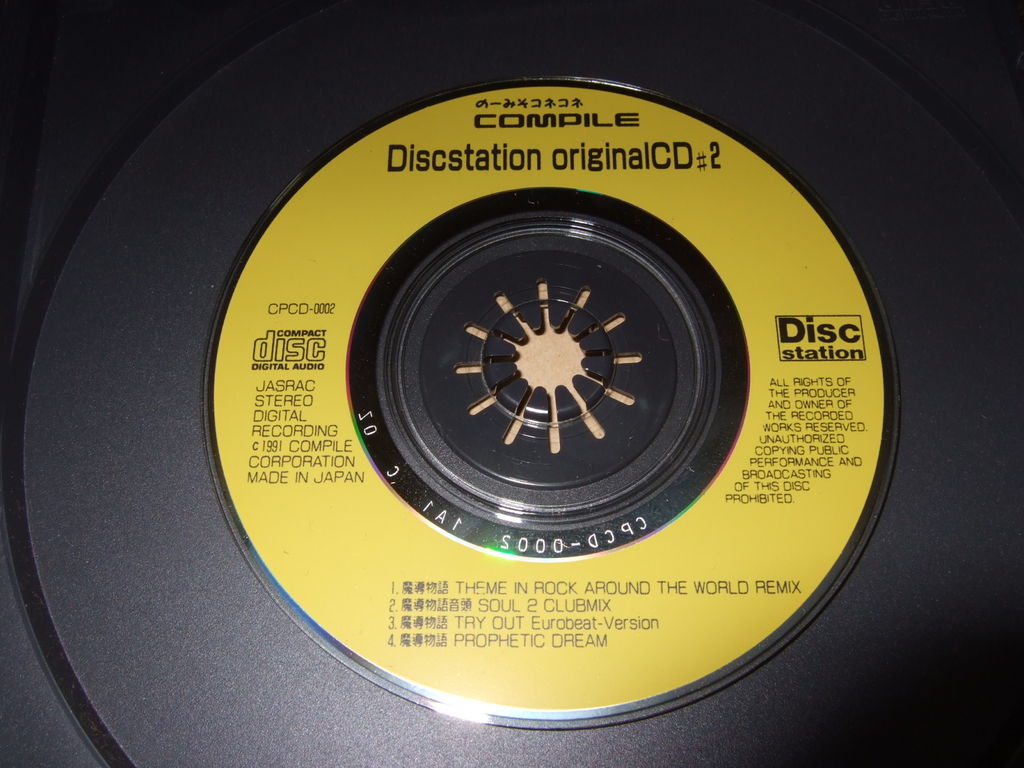 のーみそコネコネ
COMPILE
Discstation originalCD#2
CPCD-0002
COMPACT
disc
DIGITAL AUDIO
JASRAC
STEREO
DIGITAL
RECORDING
©1991 COMPILE
CORPORATION
MADE IN JAPAN
Disc
station
ALL RIGHTS OF
THE PRODUCER
AND OWNER OF
THE RECORDED
WORKS RESERVED.
UNAUTHORIZED
COPYING PUBLIC
PERFORMANCE AND
BROADCASTING
OF THIS DISC
PROHIBITED.
CPCD-0002 1A1
1. 魔導物語 THEME IN ROCK AROUND THE WORLD REMIX
2. 魔導物語音頭 SOUL 2 CLUBMIX
3. 魔導物語 TRY OUT Eurobeat-Version
4. 魔導物語 PROPHETIC DREAM